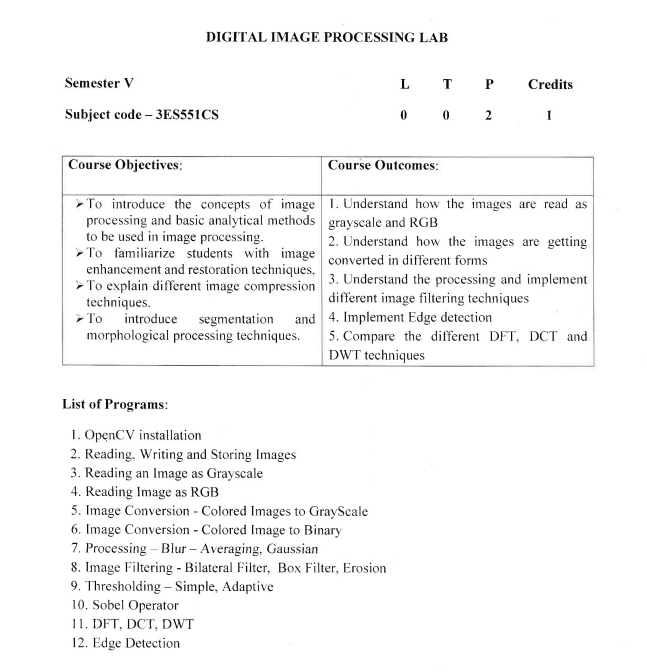 DIGITAL IMAGE PROCESSING LAB
Semester V L T P Credits
Subject code – 3ES551CS 0 0 2 1
Course Objectives: Course Outcomes:
➢To introduce the concepts of image
processing and basic analytical methods
to be used in image processing.
➢To familiarize students with image
enhancement and restoration techniques.
➢To explain different image compression
techniques.
➢To introduce segmentation and
morphological processing techniques.
1. Understand how the images are read as
grayscale and RGB
2. Understand how the images are getting
converted in different forms
3. Understand the processing and implement
different image filtering techniques
4. Implement Edge detection
5. Compare the different DFT, DCT and
DWT techniques
List of Programs:
1. OpenCV installation
2. Reading, Writing and Storing Images
3. Reading an Image as Grayscale
4. Reading Image as RGB
5. Image Conversion - Colored Images to GrayScale
6. Image Conversion - Colored Image to Binary
7. Processing – Blur – Averaging, Gaussian
8. Image Filtering - Bilateral Filter, Box Filter, Erosion
9. Thresholding – Simple, Adaptive
10. Sobel Operator
11. DFT, DCT, DWT
12. Edge Detection